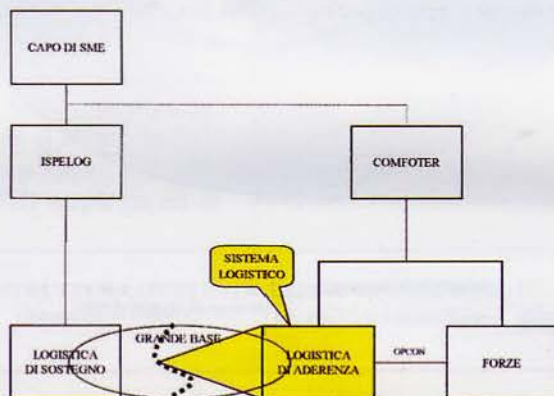 CAPO DI SME
ISPELOG
COMFOTER
SISTEMA
LOGISTICO
GRANDE BASE
LOGISTICA
DI SOSTEGNO
LOGISTICA
DI ADERENZA
OPCON
FORZE